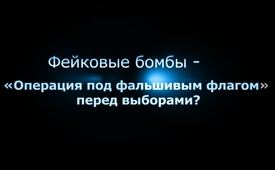 Фейковые бомбы -
«Операция под фальшивым флагом»
перед выборами?